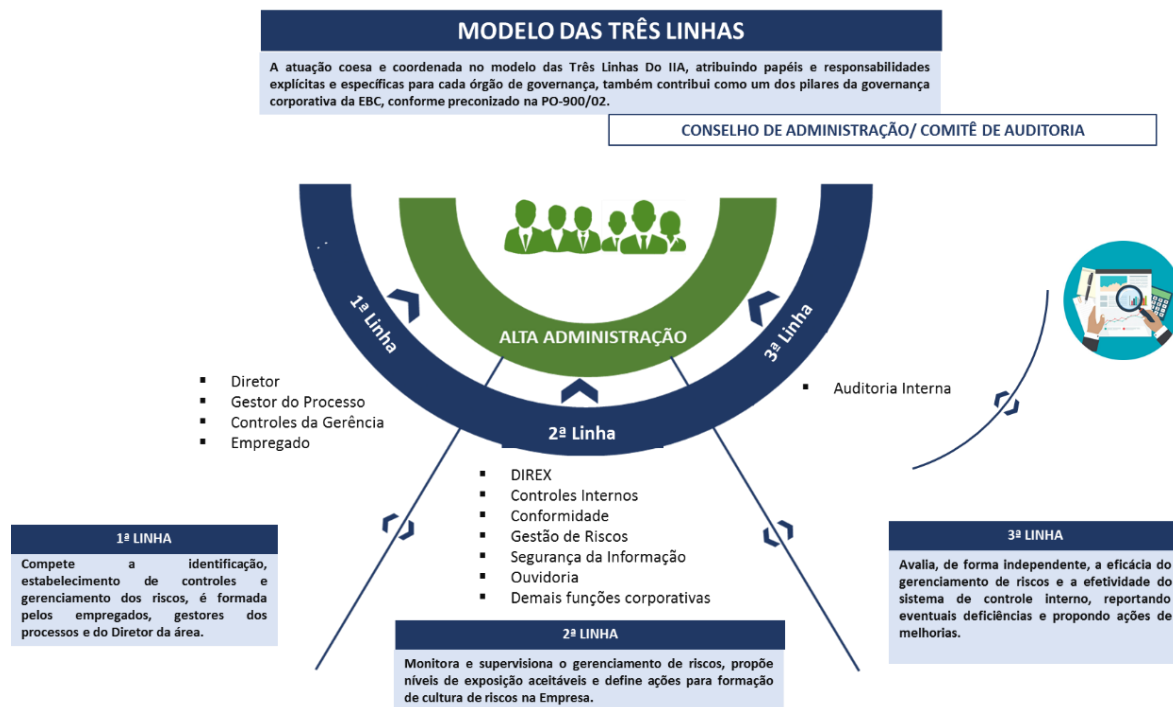 MODELO DAS TRÊS LINHAS
A atuação coesa e coordenada no modelo das Três Linhas Do IIA, atribuindo papéis e responsabilidades
explícitas e específicas para cada órgão de governança, também contribui como um dos pilares da governança
corporativa da EBC, conforme preconizado na PO-900/02.
CONSELHO DE ADMINISTRAÇÃO/ COMITÊ DE AUDITORIA
ALTA ADMINISTRAÇÃO
1ª Linha
2ª Linha
3ª Linha
▪ Diretor
▪ Gestor do Processo
▪ Controles da Gerência
▪ Empregado
▪ DIREX
▪ Controles Internos
▪ Conformidade
▪ Gestão de Riscos
▪ Segurança da Informação
▪ Ouvidoria
▪ Demais funções corporativas
▪ Auditoria Interna
1ª LINHA
Compete a identificação,
estabelecimento de controles e
gerenciamento dos riscos, é formada
pelos empregados, gestores dos
processos e do Diretor da área.
2ª LINHA
Monitora e supervisiona o gerenciamento de riscos, propõe
níveis de exposição aceitáveis e define ações para formação
de cultura de riscos na Empresa.
3ª LINHA
Avalia, de forma independente, a eficácia do
gerenciamento de riscos e a efetividade do
sistema de controle interno, reportando
eventuais deficiências e propondo ações de
melhorias.